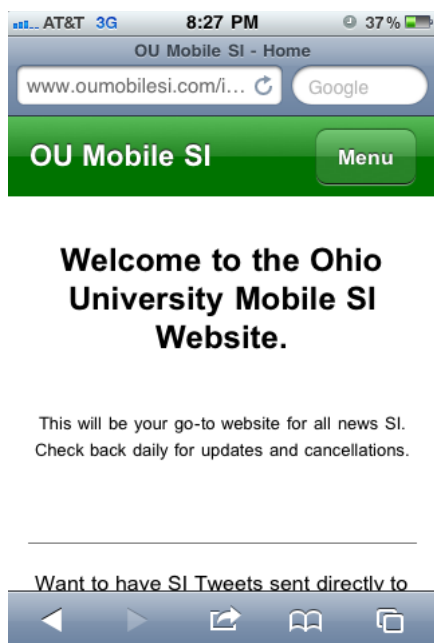 AT&T 3G 8:27 PM 37%
OU Mobile SI - Home
www.oumobilesi.com/i... Google
OU Mobile SI Menu
Welcome to the Ohio
University Mobile SI
Website.
This will be your go-to website for all news SI.
Check back daily for updates and cancellations.
Want to have SI Tweets sent directly to